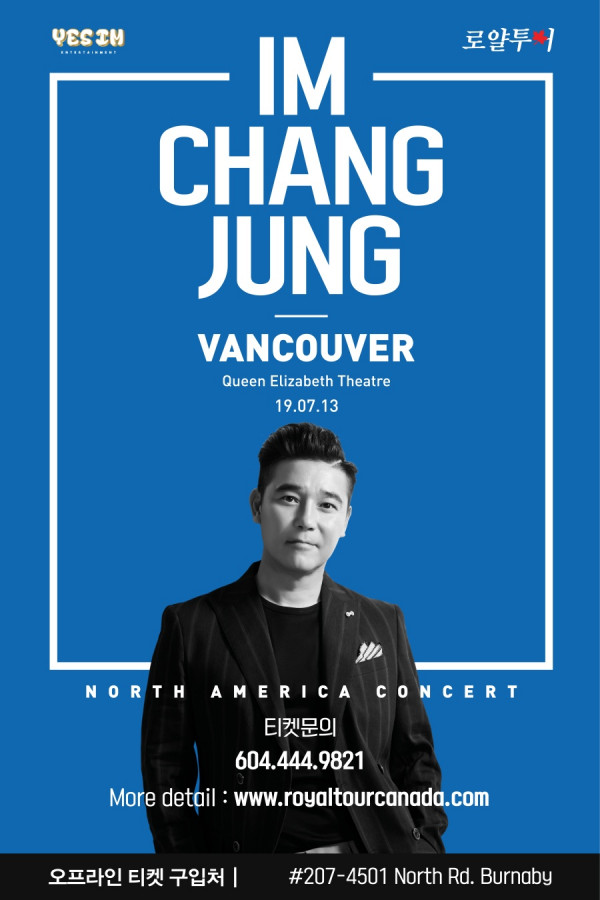 YES IM
ENTERTAINMENT
로얄투어
IM
CHANG
JUNG
VANCOUVER
Queen Elizabeth Theatre
19.07.13
NORTH AMERICA CONCERT
티켓문의
604.444.9821
More detail : www.royaltourcanada.com
오프라인 티켓 구입처 | #207-4501 North Rd. Burnaby